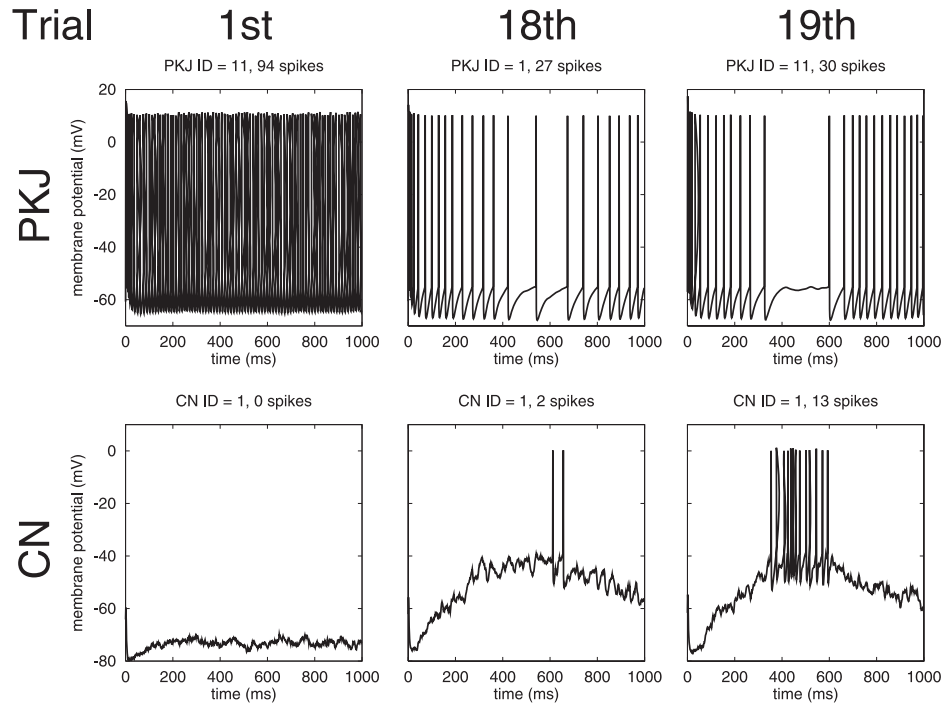 Trial 1st 18th 19th
PKJ ID = 11, 94 spikes PKJ ID = 1, 27 spikes PKJ ID = 11, 30 spikes
PKJ
membrane potential (mV)
20
0
-20
-40
-60
0 200 400 600 800 1000 0 200 400 600 800 1000 0 200 400 600 800 1000
time (ms) time (ms) time (ms)
CN ID = 1, 0 spikes CN ID = 1, 2 spikes CN ID = 1, 13 spikes
CN
membrane potential (mV)
0
-20
-40
-60
-80
0 200 400 600 800 1000 0 200 400 600 800 1000 0 200 400 600 800 1000
time (ms) time (ms) time (ms)